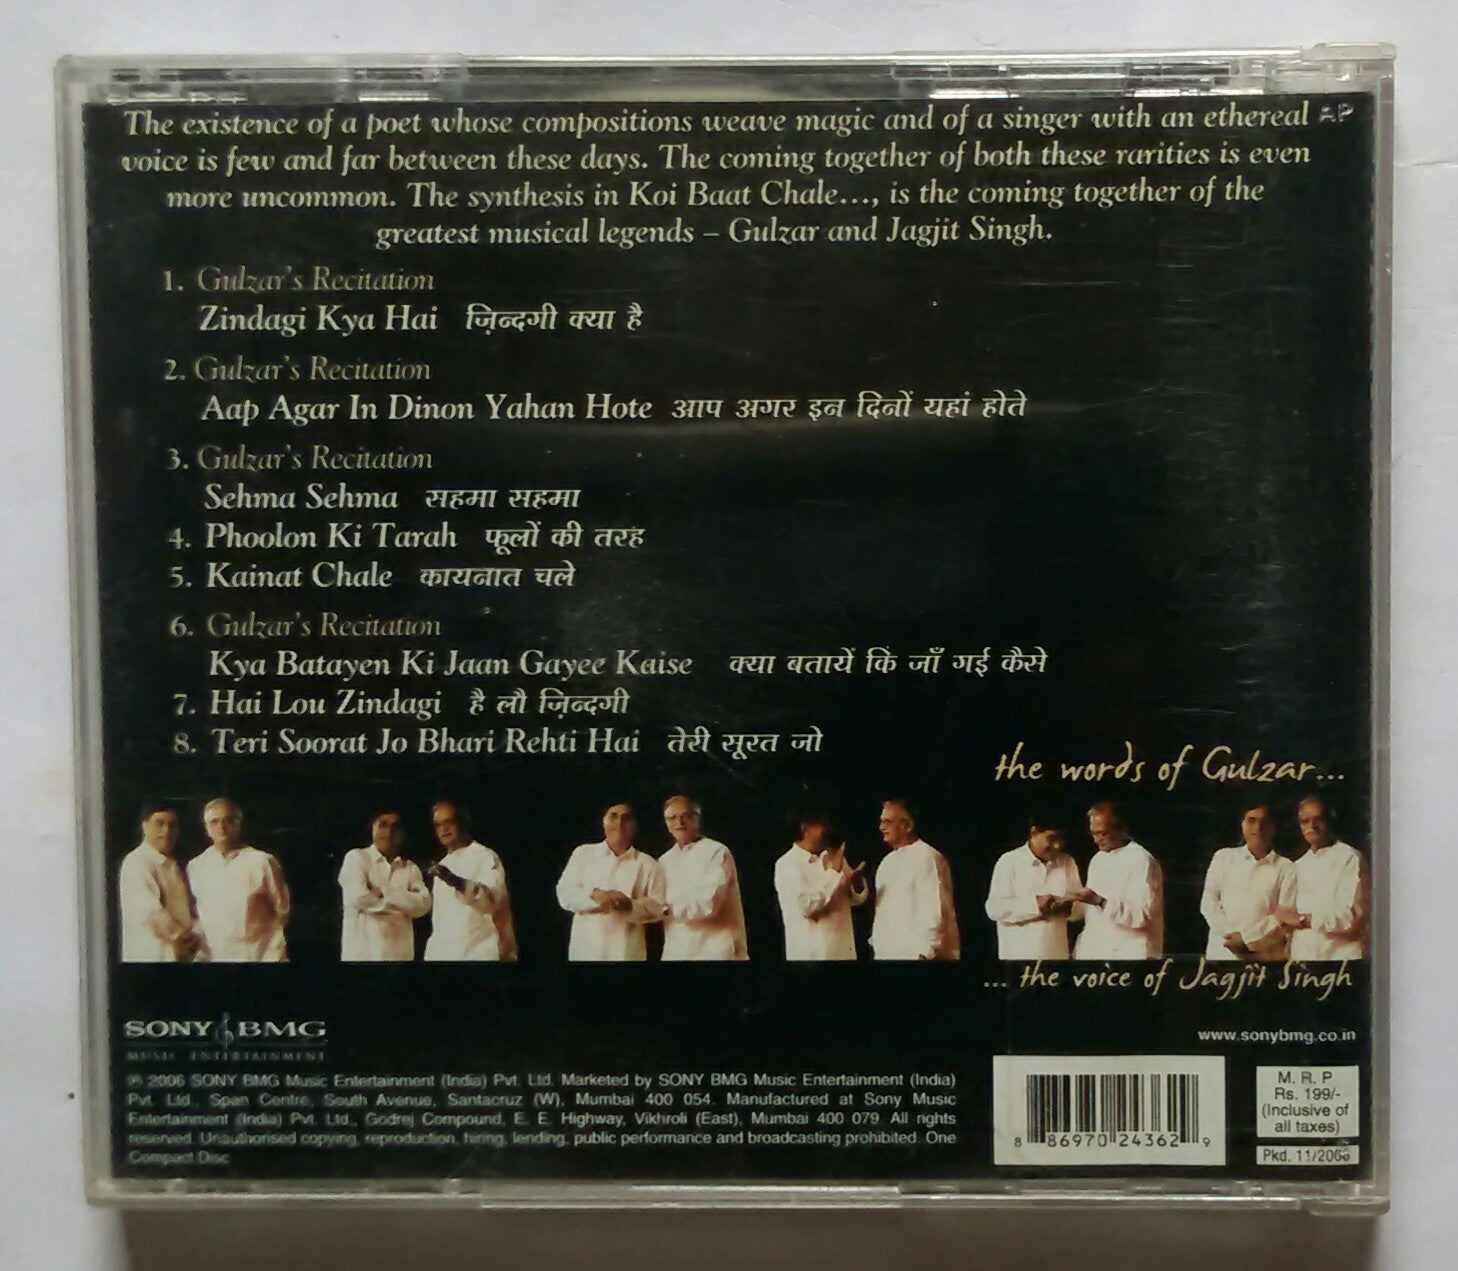 The existence of a poet whose compositions weave magic and of a singer with an ethereal AP
voice is few and far between these days. The coming together of both these rarities is even
more uncommon. The synthesis in Koi Baat Chale..., is the coming together of the
greatest musical legends – Gulzar and Jagjit Singh.
1. Gulzar's Recitation
Zindagi Kya Hai ज़िन्दगी क्या है
2. Gulzar's Recitation
Aap Agar In Dinon Yahan Hote आप अगर इन दिनों यहां होते
3. Gulzar's Recitation
Sehma Sehma सहमा सहमा
4. Phoolon Ki Tarah फूलों की तरह
5. Kainat Chale कायनात चले
6. Gulzar's Recitation
Kya Batayen Ki Jaan Gayee Kaise क्या बतायें कि जाँ गई कैसे
7. Hai Lou Zindagi है लौ ज़िन्दगी
8. Teri Soorat Jo Bhari Rehti Hai तेरी सूरत जो
the words of Gulzar...
... the voice of Jagjit Singh
SONY BMG
MUSIC ENTERTAINMENT
www.sonybmg.co.in
℗ 2006 SONY BMG Music Entertainment (India) Pvt. Ltd. Marketed by SONY BMG Music Entertainment (India)
Pvt. Ltd., Span Centre, South Avenue, Santacruz (W), Mumbai 400 054. Manufactured at Sony Music
Entertainment (India) Pvt. Ltd., Godrej Compound, E. E. Highway, Vikhroli (East), Mumbai 400 079. All rights
reserved. Unauthorised copying, reproduction, hiring, lending, public performance and broadcasting prohibited. One
Compact Disc
8 86970 24362 9
M. R. P
Rs. 199/-
(Inclusive of
all taxes)
Pkd. 11/2006